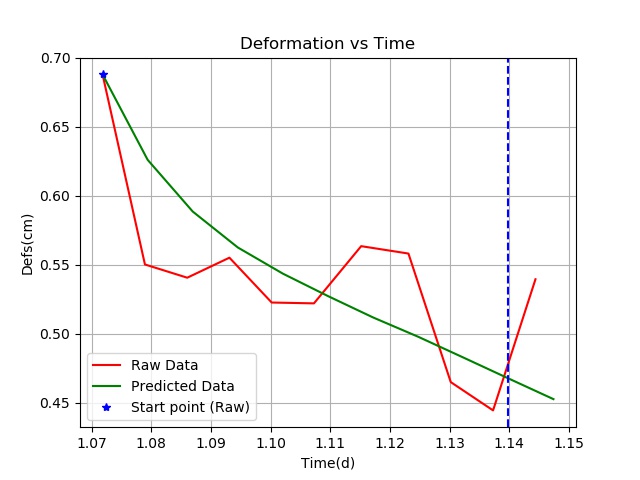 Deformation vs Time
Defs(cm)
0.70
0.65
0.60
0.55
0.50
0.45
Raw Data
Predicted Data
Start point (Raw)
1.07 1.08 1.09 1.10 1.11 1.12 1.13 1.14 1.15
Time(d)